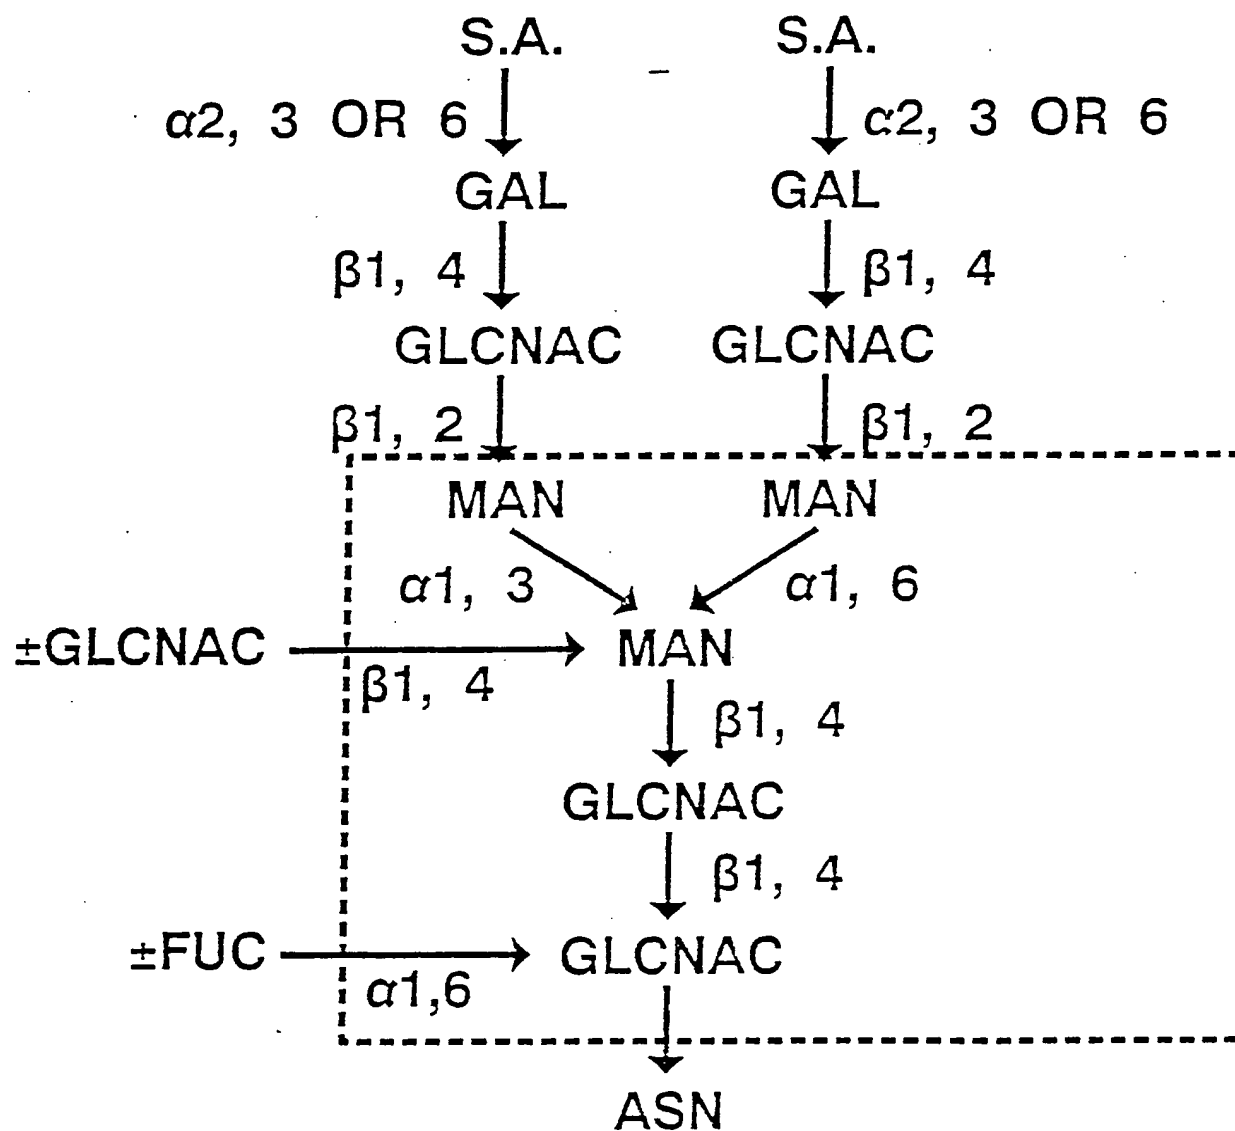 S.A. S.A.
α2, 3 OR 6 α2, 3 OR 6
GAL GAL
β1, 4 β1, 4
GLCNAC GLCNAC
β1, 2 β1, 2
MAN MAN
α1, 3 α1, 6
±GLCNAC MAN
β1, 4
β1, 4
GLCNAC
β1, 4
±FUC GLCNAC
α1,6
ASN